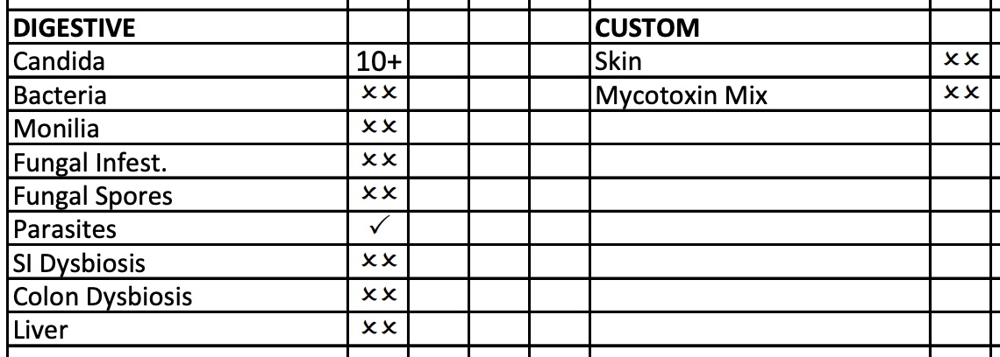 DIGESTIVE CUSTOM
Candida 10+ Skin ××
Bacteria ×× Mycotoxin Mix ××
Monilia ××
Fungal Infest. ××
Fungal Spores ××
Parasites ✓
SI Dysbiosis ××
Colon Dysbiosis ××
Liver ××